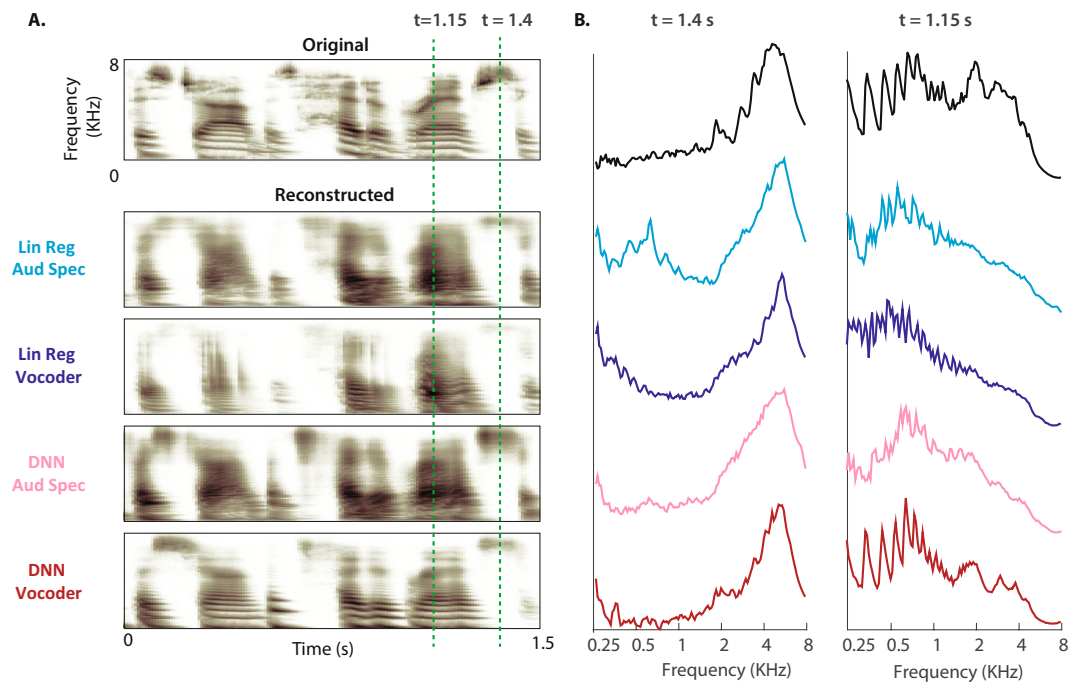 A.
t=1.15
t = 1.4
Original
8
Frequency
(KHz)
0
Reconstructed
Lin Reg
Aud Spec
Lin Reg
Vocoder
DNN
Aud Spec
DNN
Vocoder
0
Time (s)
1.5
B.
t = 1.4 s
t = 1.15 s
0.25 0.5 1 2 4 8
Frequency (KHz)
0.25 0.5 1 2 4 8
Frequency (KHz)